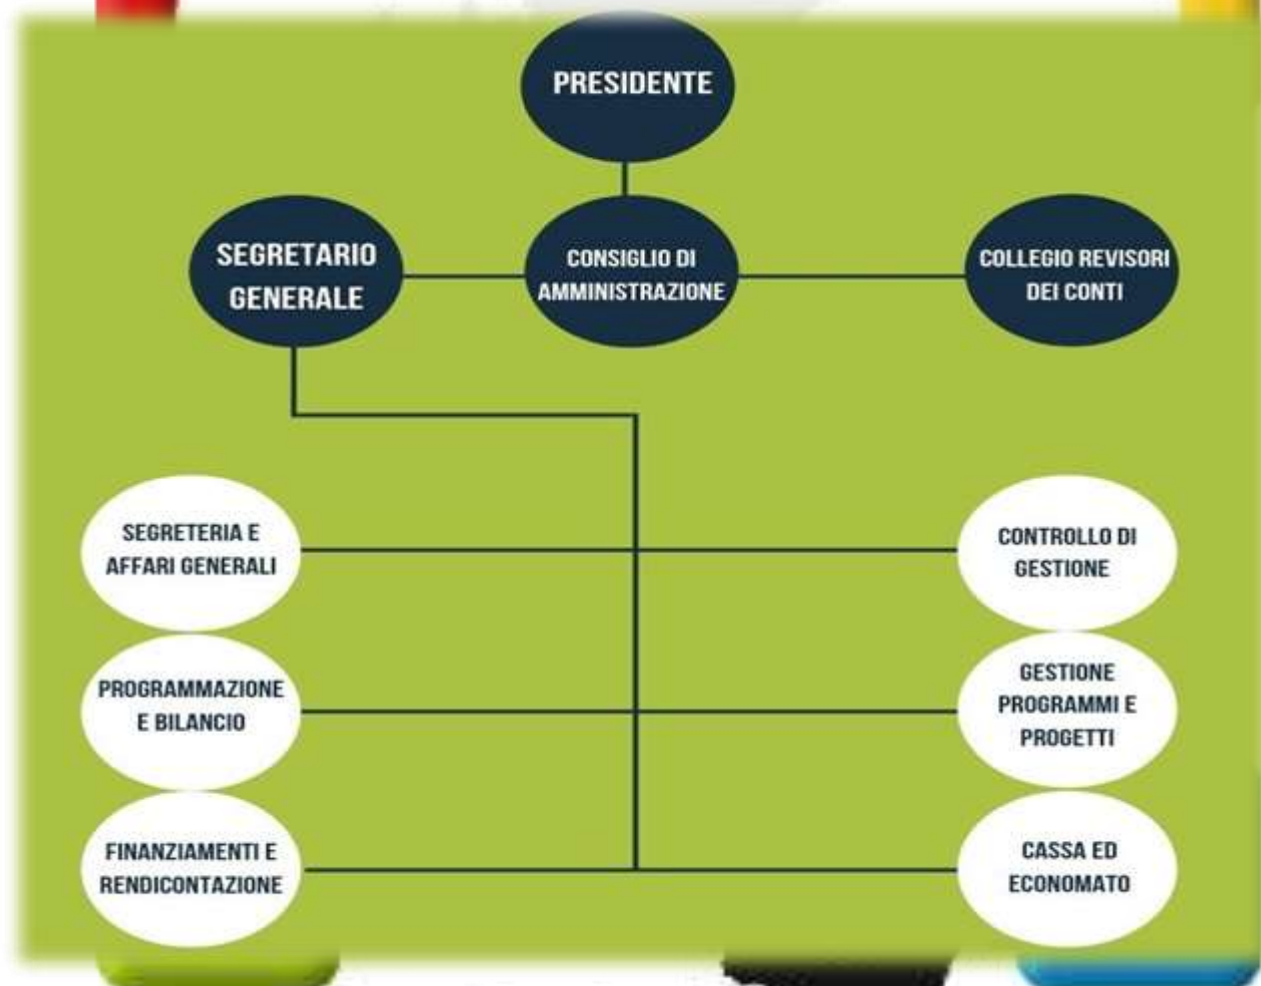 PRESIDENTE
SEGRETARIO
GENERALE
CONSIGLIO DI
AMMINISTRAZIONE
COLLEGIO REVISORI
DEI CONTI
SEGRETERIA E
AFFARI GENERALI
CONTROLLO DI
GESTIONE
PROGRAMMAZIONE
E BILANCIO
GESTIONE
PROGRAMMI E
PROGETTI
FINANZIAMENTI E
RENDICONTAZIONE
CASSA ED
ECONOMATO